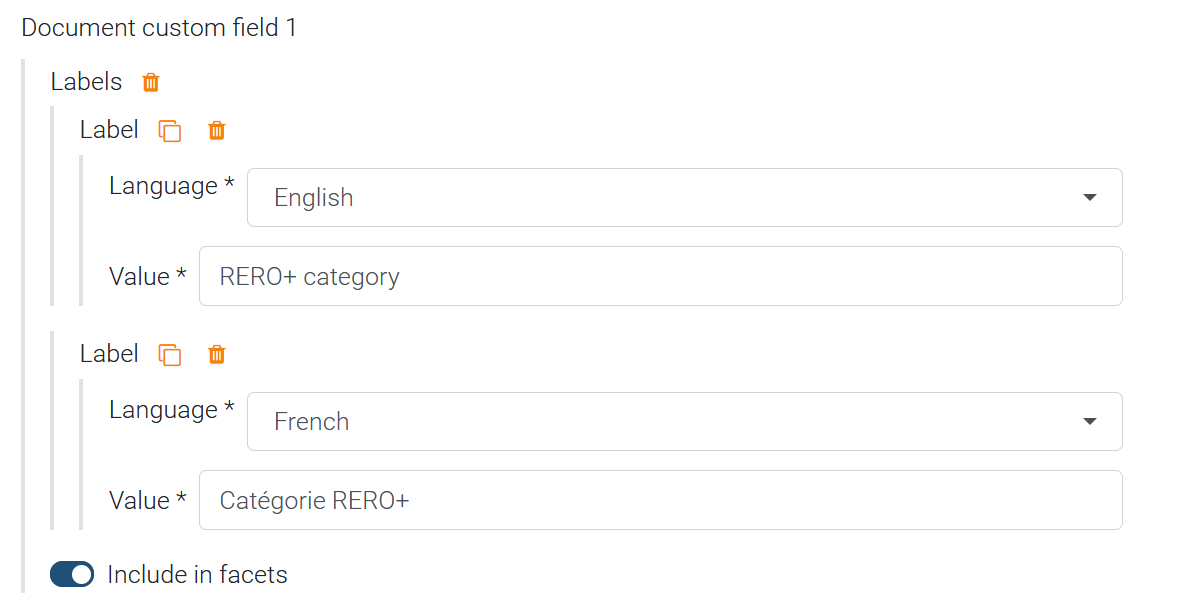 Document custom field 1
Labels
Label
Language * English
Value * RERO+ category
Label
Language * French
Value * Catégorie RERO+
Include in facets